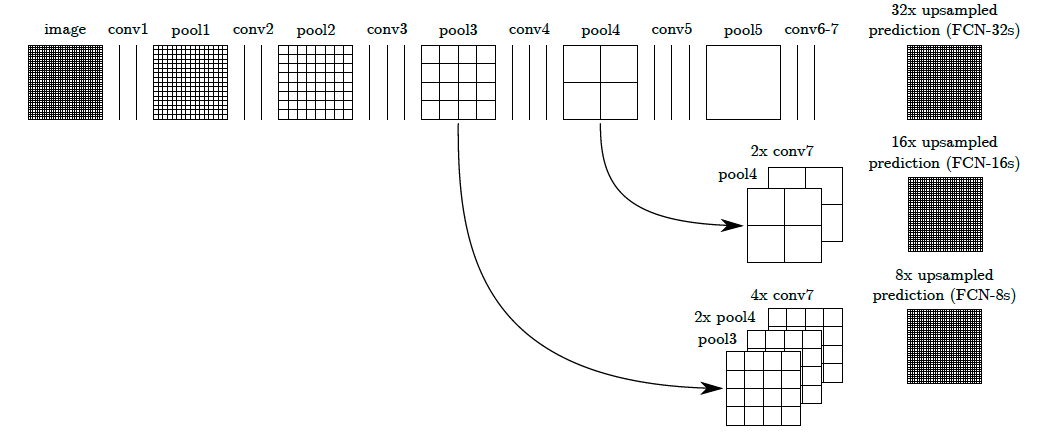 image conv1 pool1 conv2 pool2 conv3 pool3 conv4 pool4 conv5 pool5 conv6-7
32x upsampled
prediction (FCN-32s)
2x conv7
pool4
16x upsampled
prediction (FCN-16s)
4x conv7
2x pool4
pool3
8x upsampled
prediction (FCN-8s)